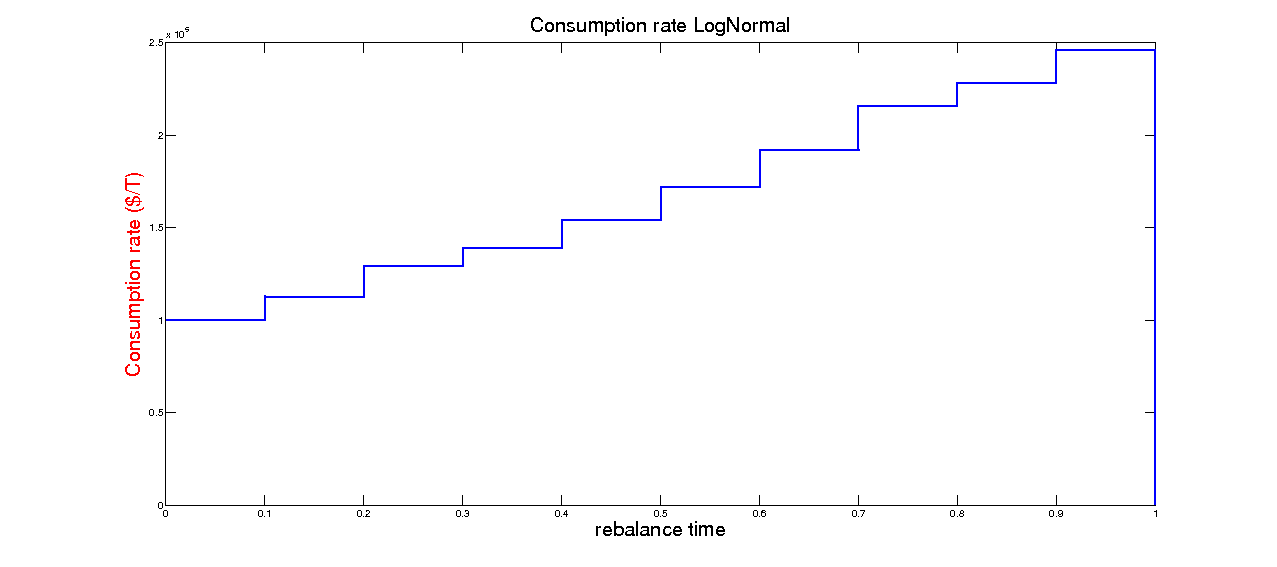 Consumption rate LogNormal
x 10^5
2.5
2
1.5
1
0.5
0
Consumption rate ($/T)
0 0.1 0.2 0.3 0.4 0.5 0.6 0.7 0.8 0.9 1
rebalance time